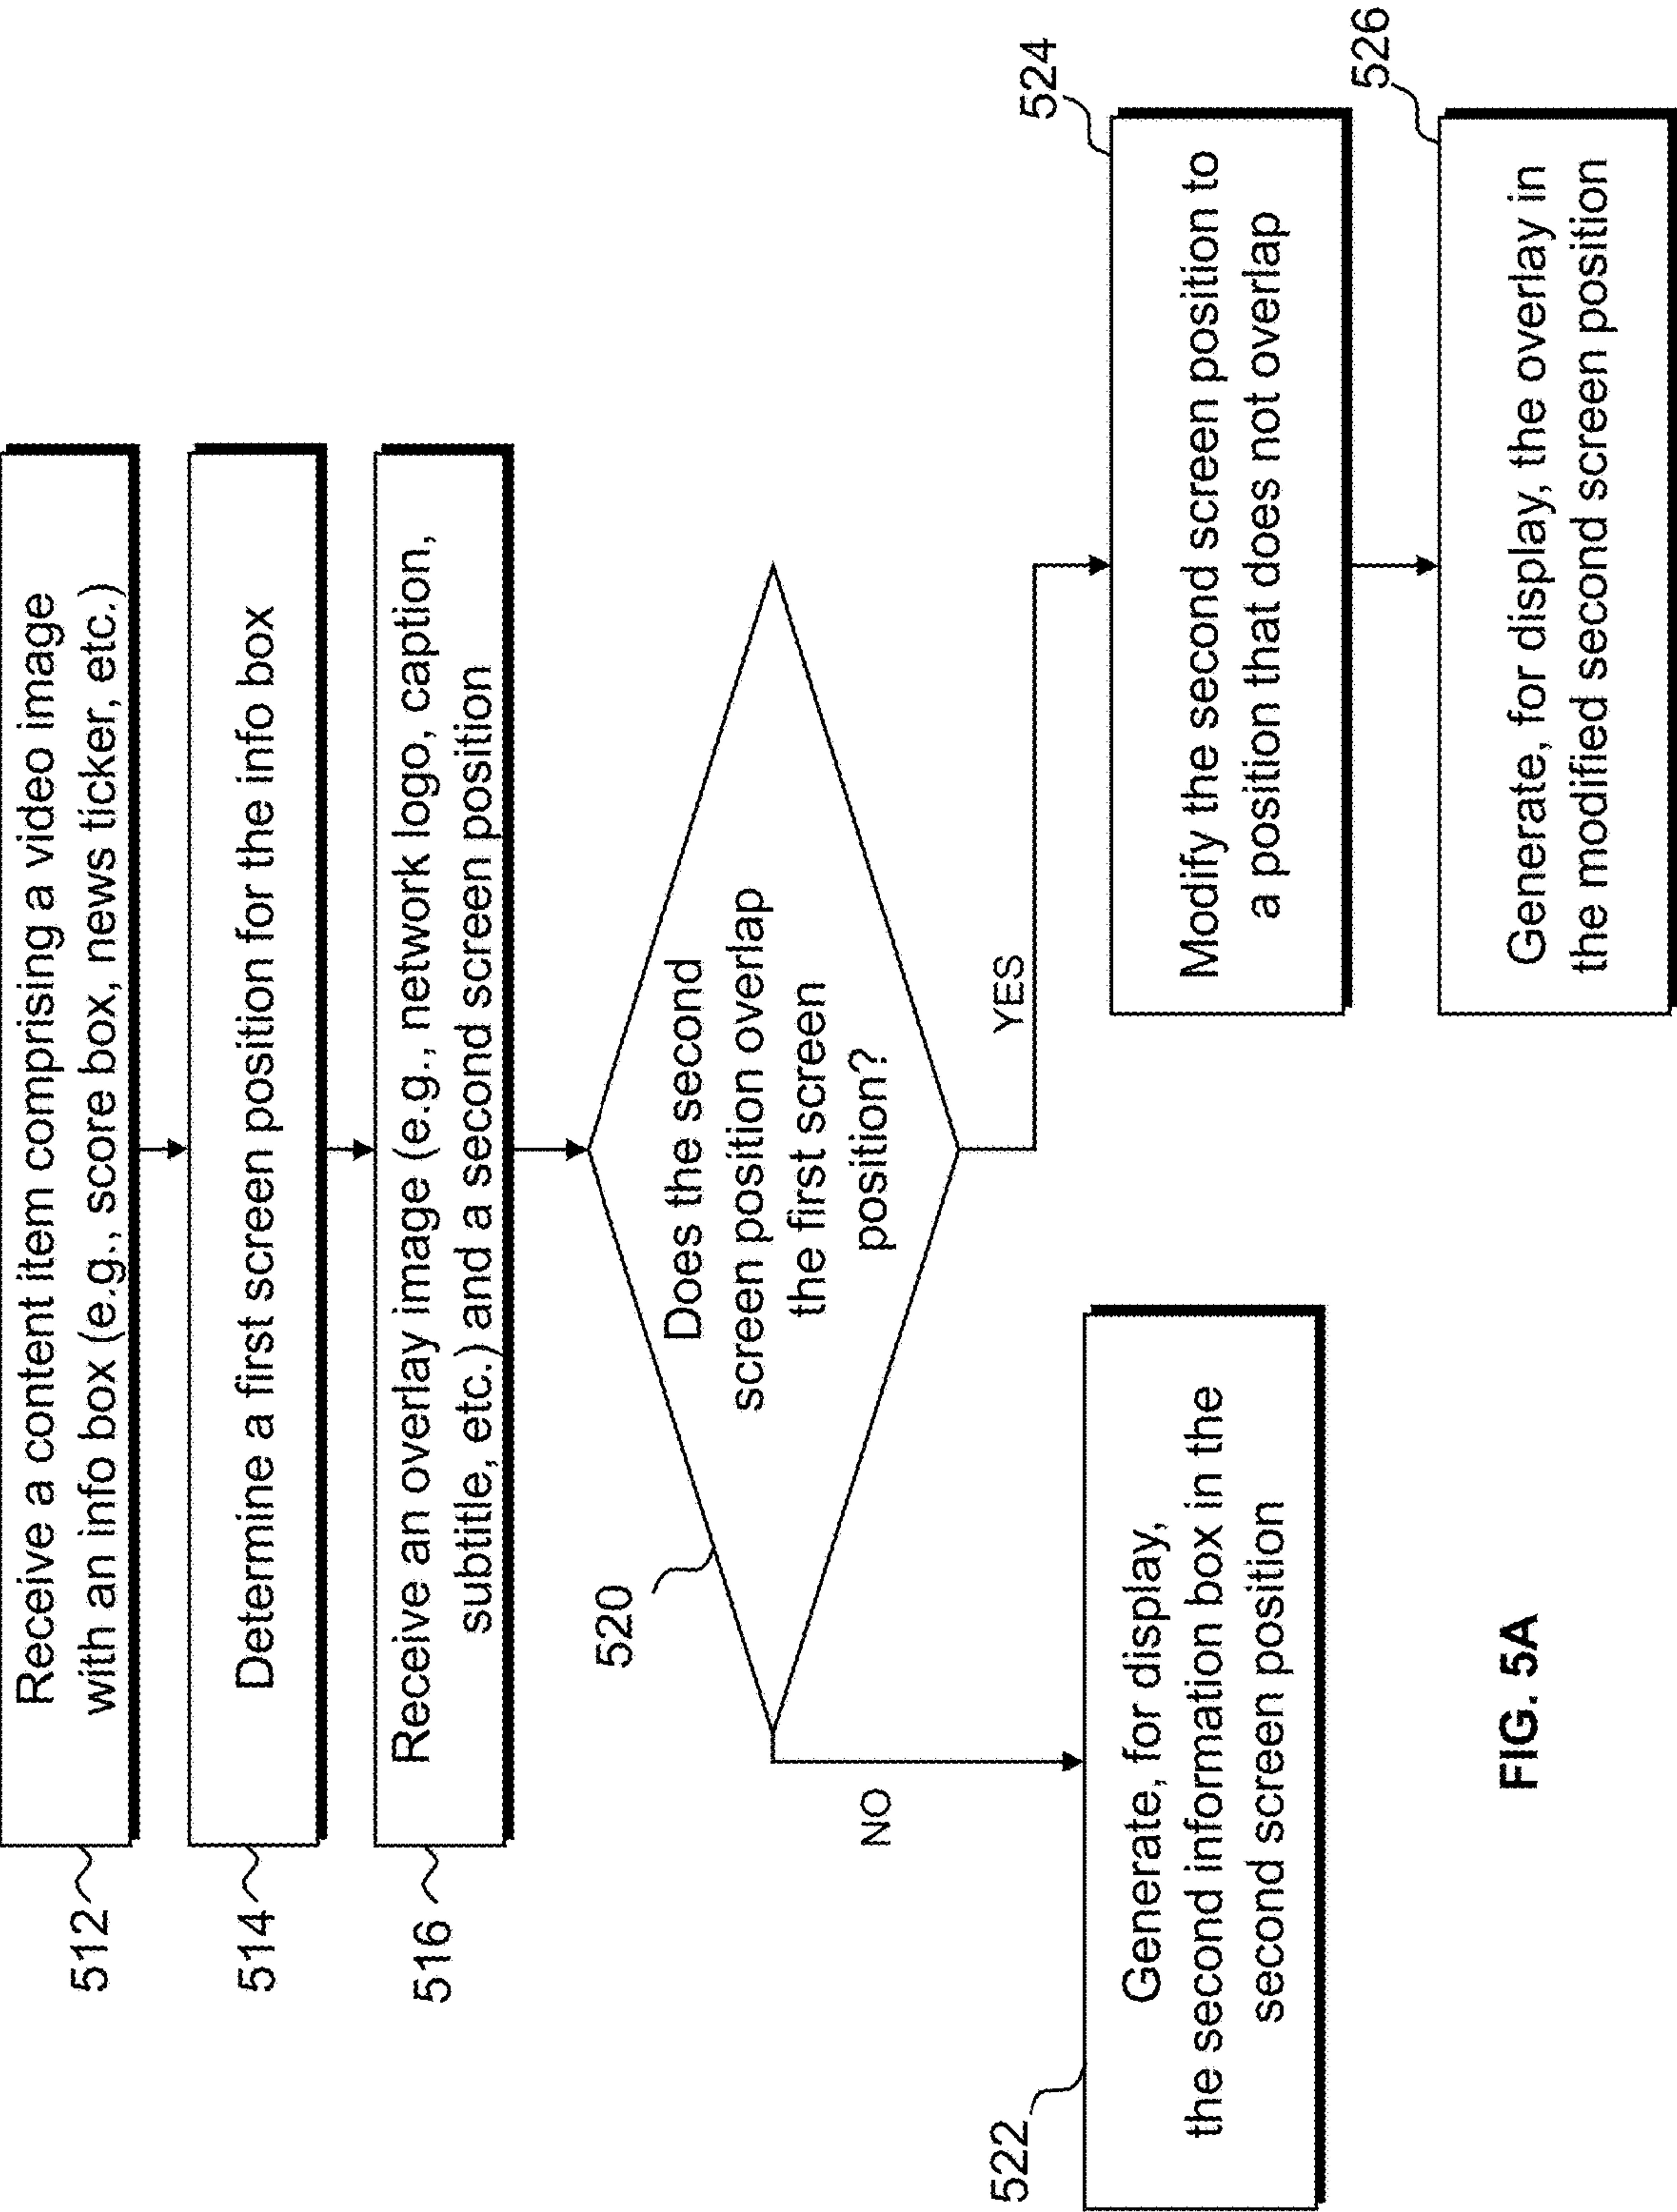 512
Receive a content item comprising a video image
with an info box (e.g., score box, news ticker, etc.)
514
Determine a first screen position for the info box
516
Receive an overlay image (e.g., network logo, caption,
subtitle, etc.) and a second screen position
520
Does the second
screen position overlap
the first screen
position?
NO
YES
522
Generate, for display,
the second information box in the
second screen position
524
Modify the second screen position to
a position that does not overlap
526
Generate, for display, the overlay in
the modified second screen position
FIG. 5A